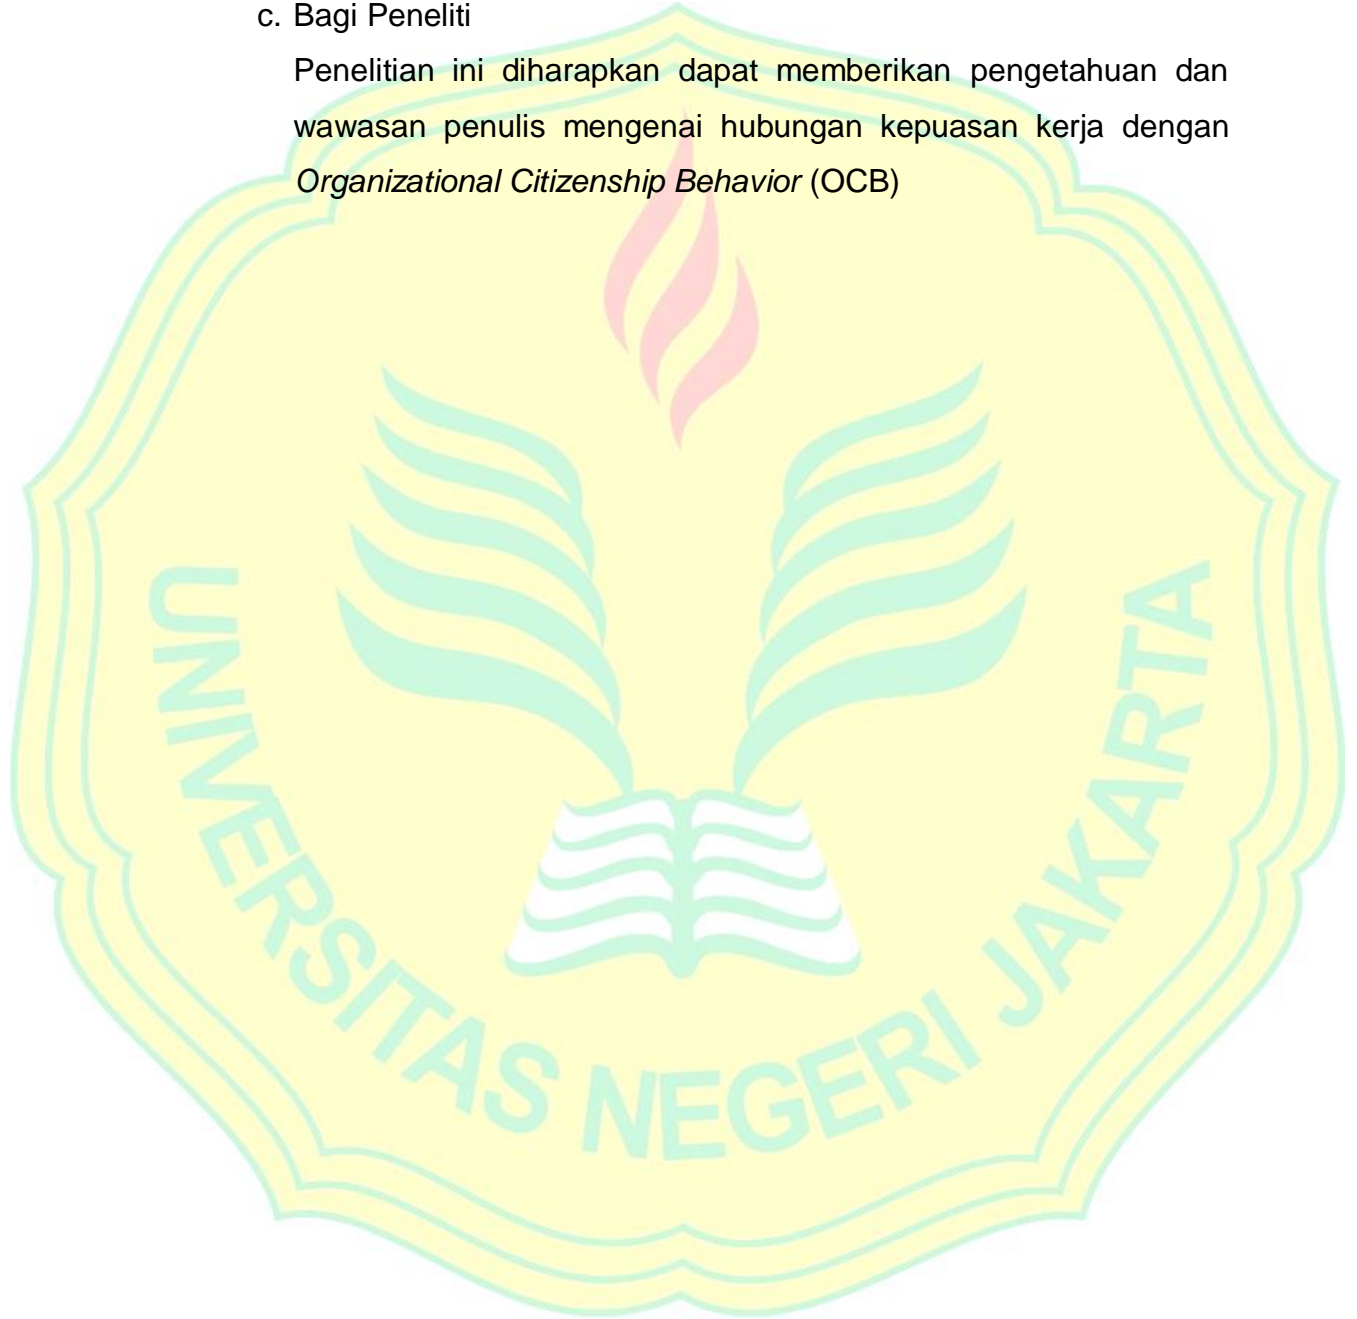 c. Bagi Peneliti
Penelitian ini diharapkan dapat memberikan pengetahuan dan
wawasan penulis mengenai hubungan kepuasan kerja dengan
Organizational Citizenship Behavior (OCB)
UNIVERSITAS NEGERI JAKARTA